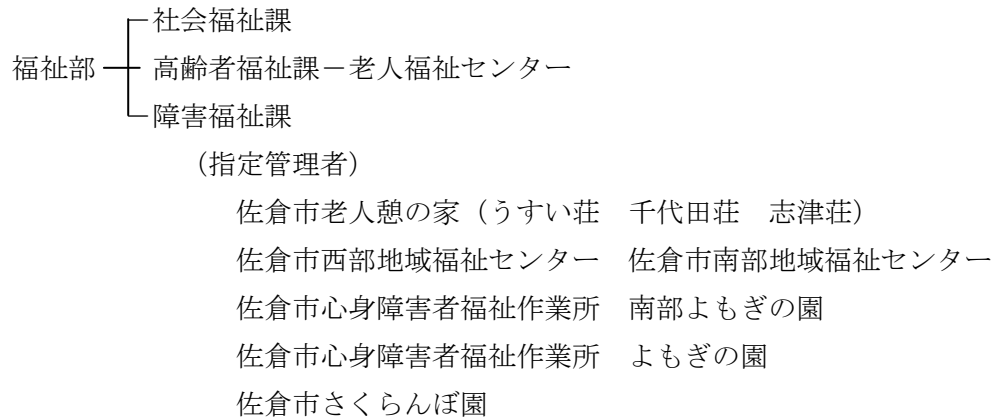 社会福祉課
福祉部 高齢者福祉課－老人福祉センター
障害福祉課
（指定管理者）
佐倉市老人憩の家（うすい荘　千代田荘　志津荘）
佐倉市西部地域福祉センター　佐倉市南部地域福祉センター
佐倉市心身障害者福祉作業所　南部よもぎの園
佐倉市心身障害者福祉作業所　よもぎの園
佐倉市さくらんぼ園